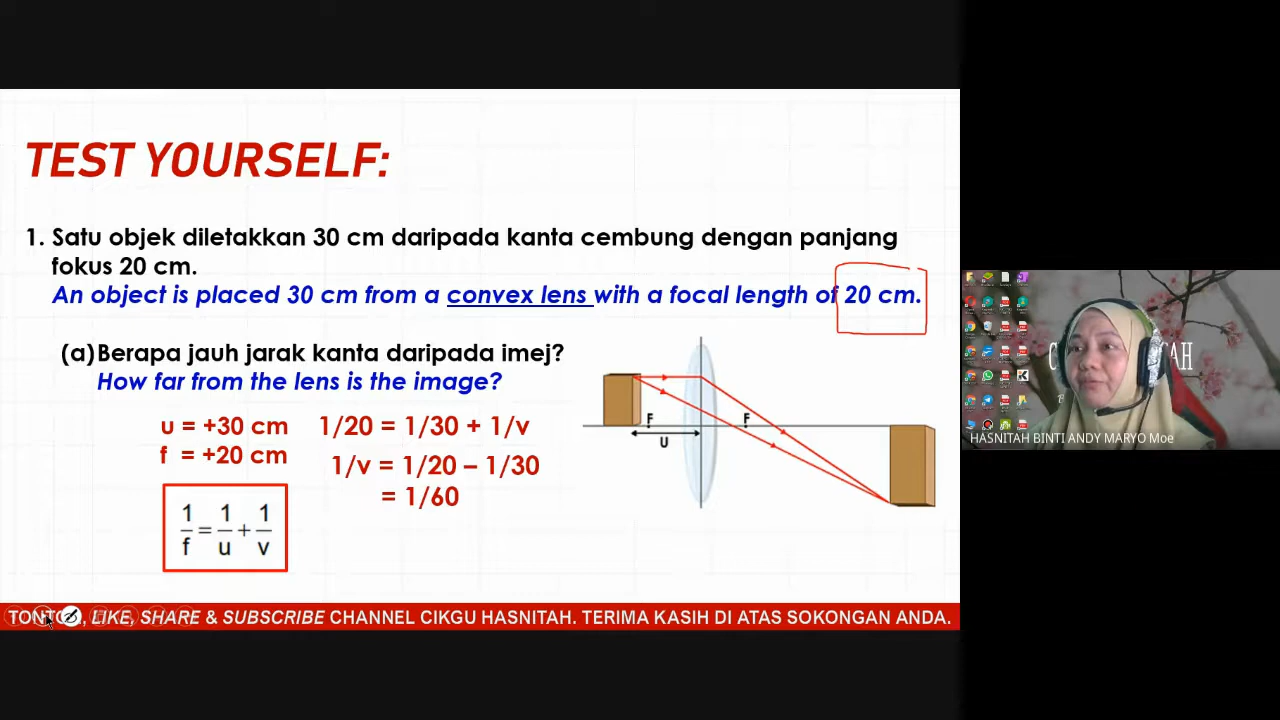 TEST YOURSELF:
1. Satu objek diletakkan 30 cm daripada kanta cembung dengan panjang
fokus 20 cm.
An object is placed 30 cm from a convex lens with a focal length of 20 cm.
(a)Berapa jauh jarak kanta daripada imej?
How far from the lens is the image?
u = +30 cm
f = +20 cm
1/f = 1/u + 1/v
1/20 = 1/30 + 1/v
1/v = 1/20 – 1/30
= 1/60
F
F
U
HASNITAH BINTI ANDY MARYO Moe
LIKE, SHARE & SUBSCRIBE CHANNEL CIKGU HASNITAH. TERIMA KASIH DI ATAS SOKONGAN ANDA.